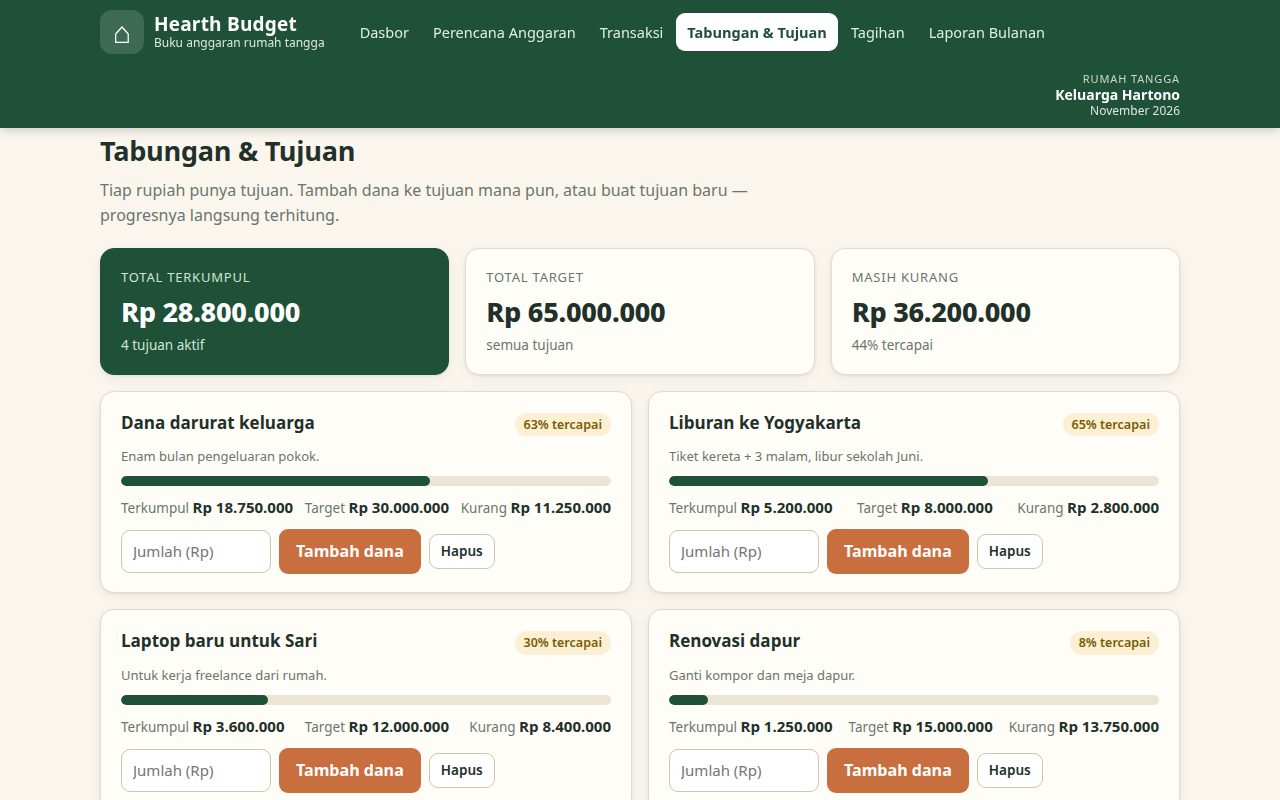 Hearth Budget
Buku anggaran rumah tangga
Dasbor
Perencana Anggaran
Transaksi
Tabungan & Tujuan
Tagihan
Laporan Bulanan
RUMAH TANGGA
Keluarga Hartono
November 2026
Tabungan & Tujuan
Tiap rupiah punya tujuan. Tambah dana ke tujuan mana pun, atau buat tujuan baru —
progresnya langsung terhitung.
TOTAL TERKUMPUL
Rp 28.800.000
4 tujuan aktif
TOTAL TARGET
Rp 65.000.000
semua tujuan
MASIH KURANG
Rp 36.200.000
44% tercapai
Dana darurat keluarga
63% tercapai
Enam bulan pengeluaran pokok.
Terkumpul Rp 18.750.000 Target Rp 30.000.000 Kurang Rp 11.250.000
Jumlah (Rp) Tambah dana Hapus
Liburan ke Yogyakarta
65% tercapai
Tiket kereta + 3 malam, libur sekolah Juni.
Terkumpul Rp 5.200.000 Target Rp 8.000.000 Kurang Rp 2.800.000
Jumlah (Rp) Tambah dana Hapus
Laptop baru untuk Sari
30% tercapai
Untuk kerja freelance dari rumah.
Terkumpul Rp 3.600.000 Target Rp 12.000.000 Kurang Rp 8.400.000
Jumlah (Rp) Tambah dana Hapus
Renovasi dapur
8% tercapai
Ganti kompor dan meja dapur.
Terkumpul Rp 1.250.000 Target Rp 15.000.000 Kurang Rp 13.750.000
Jumlah (Rp) Tambah dana Hapus